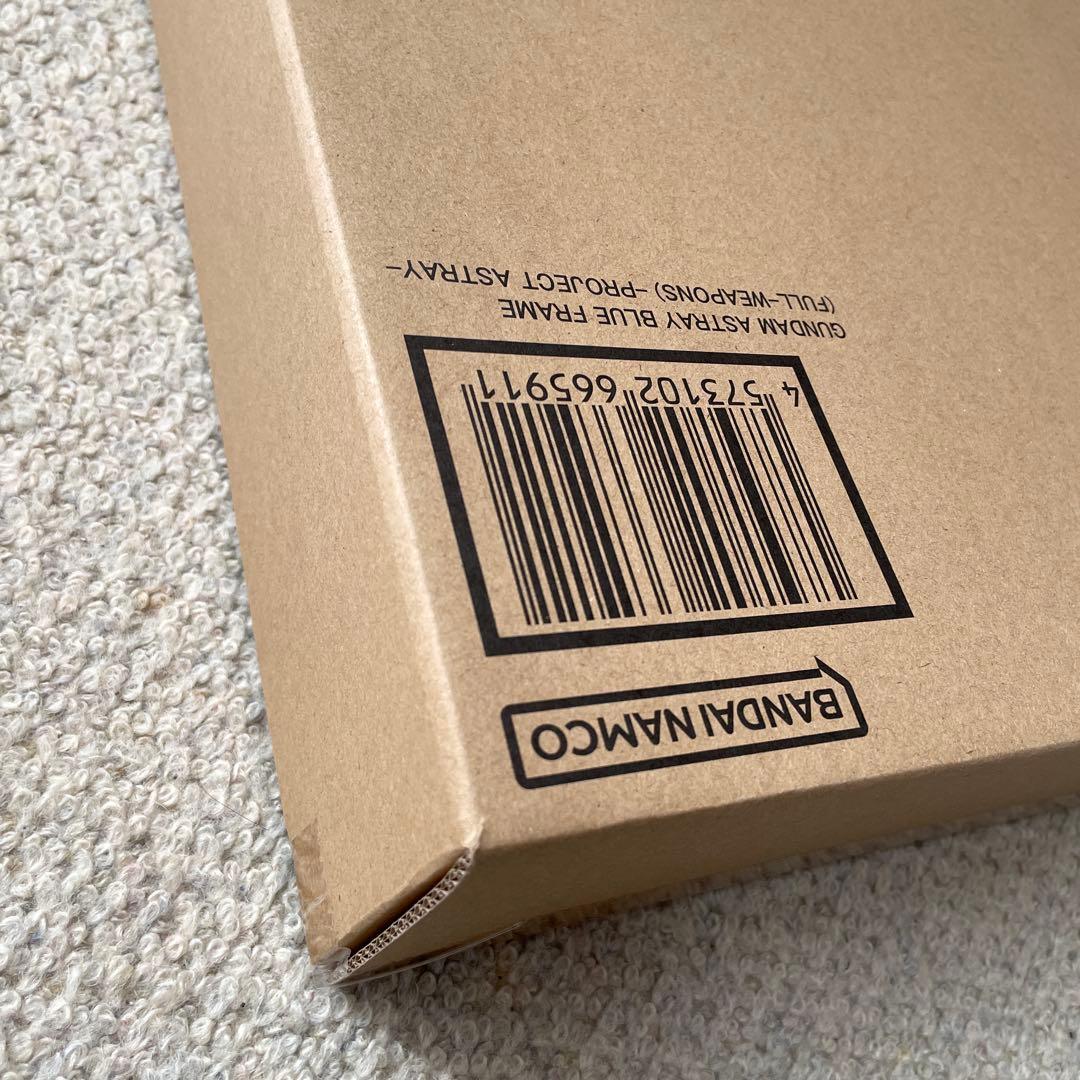 BANDAI NAMCO
4 573102 665911
GUNDAM ASTRAY BLUE FRAME
(FULL-WEAPONS) -PROJECT ASTRAY-